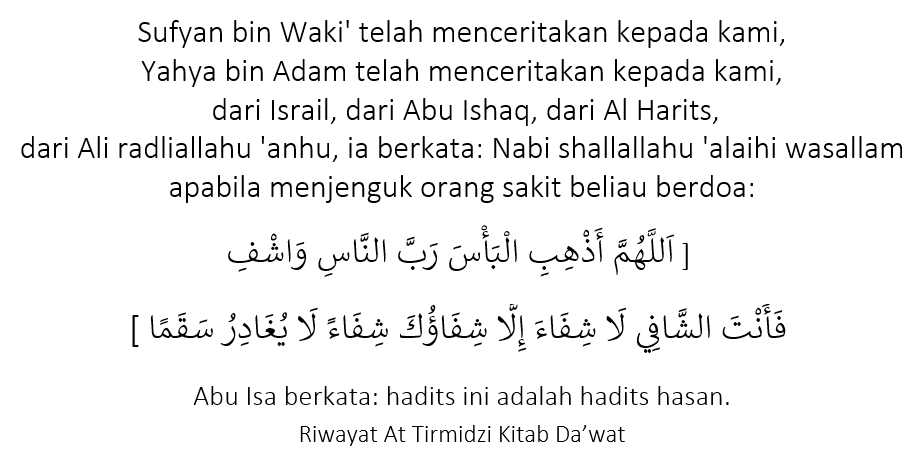 Sufyan bin Waki' telah menceritakan kepada kami,
Yahya bin Adam telah menceritakan kepada kami,
dari Israil, dari Abu Ishaq, dari Al Harits,
dari Ali radliallahu 'anhu, ia berkata: Nabi shallallahu 'alaihi wasallam
apabila menjenguk orang sakit beliau berdoa:
[ اَللَّهُمَّ أَذْهِبِ الْبَأْسَ رَبَّ النَّاسِ وَاشْفِ
فَأَنْتَ الشَّافِي لَا شِفَاءَ إِلَّا شِفَاؤُكَ شِفَاءً لَا يُغَادِرُ سَقَمًا ]
Abu Isa berkata: hadits ini adalah hadits hasan.
Riwayat At Tirmidzi Kitab Da’wat